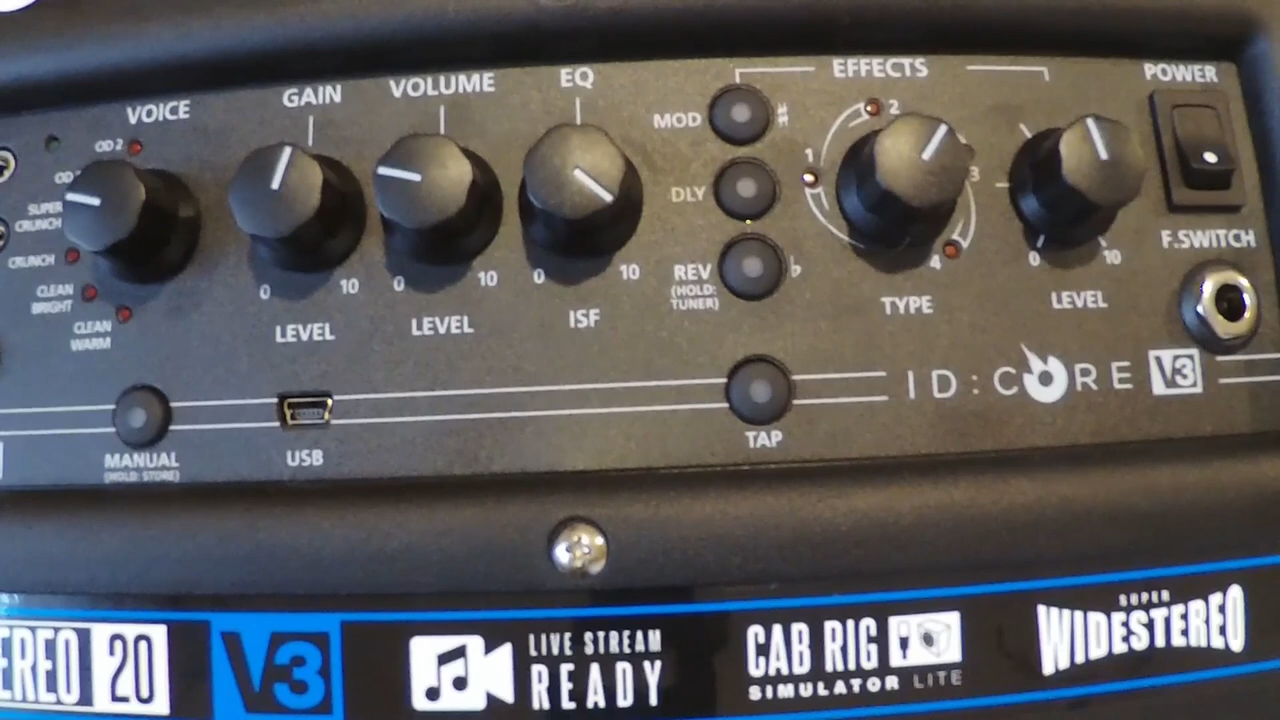 VOICE
GAIN
VOLUME
EQ
EFFECTS
POWER
OD 2
SUPER
CRUNCH
CRUNCH
CLEAN
BRIGHT
CLEAN
WARM
0 10
LEVEL
0 10
LEVEL
0 10
ISF
MOD #
DLY
REV ♭
(HOLD:
TUNER)
1 2 3 4
TYPE
0 10
LEVEL
F.SWITCH
MANUAL
(HOLD: STORE)
USB
TAP
ID:CORE V3
EREO 20
V3
LIVE STREAM
READY
CAB RIG
SIMULATOR LITE
SUPER
WIDESTEREO